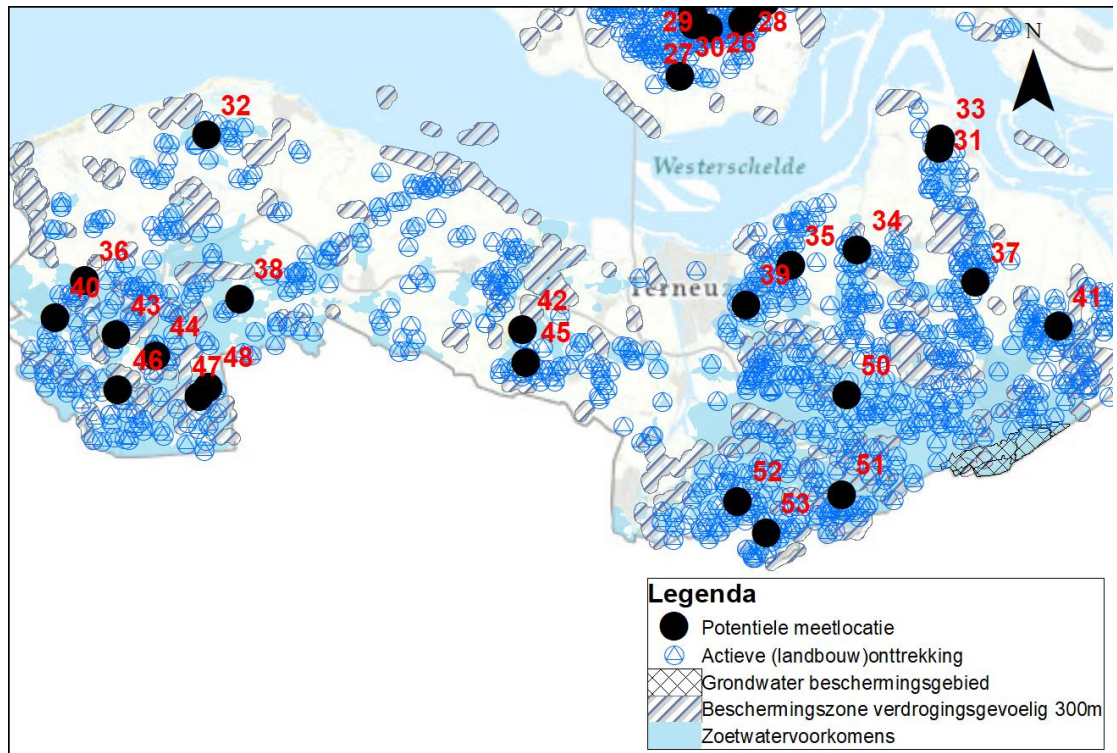 29 28
30 26
27
N
32
33
31
Westerschelde
34
35
36
38
37
39
Terneuz
40
43
42
41
44
45
46
47 48
50
52
51
53
Legenda
Potentiele meetlocatie
Actieve (landbouw)onttrekking
Grondwater beschermingsgebied
Beschermingszone verdrogingsgevoelig 300m
Zoetwatervoorkomens